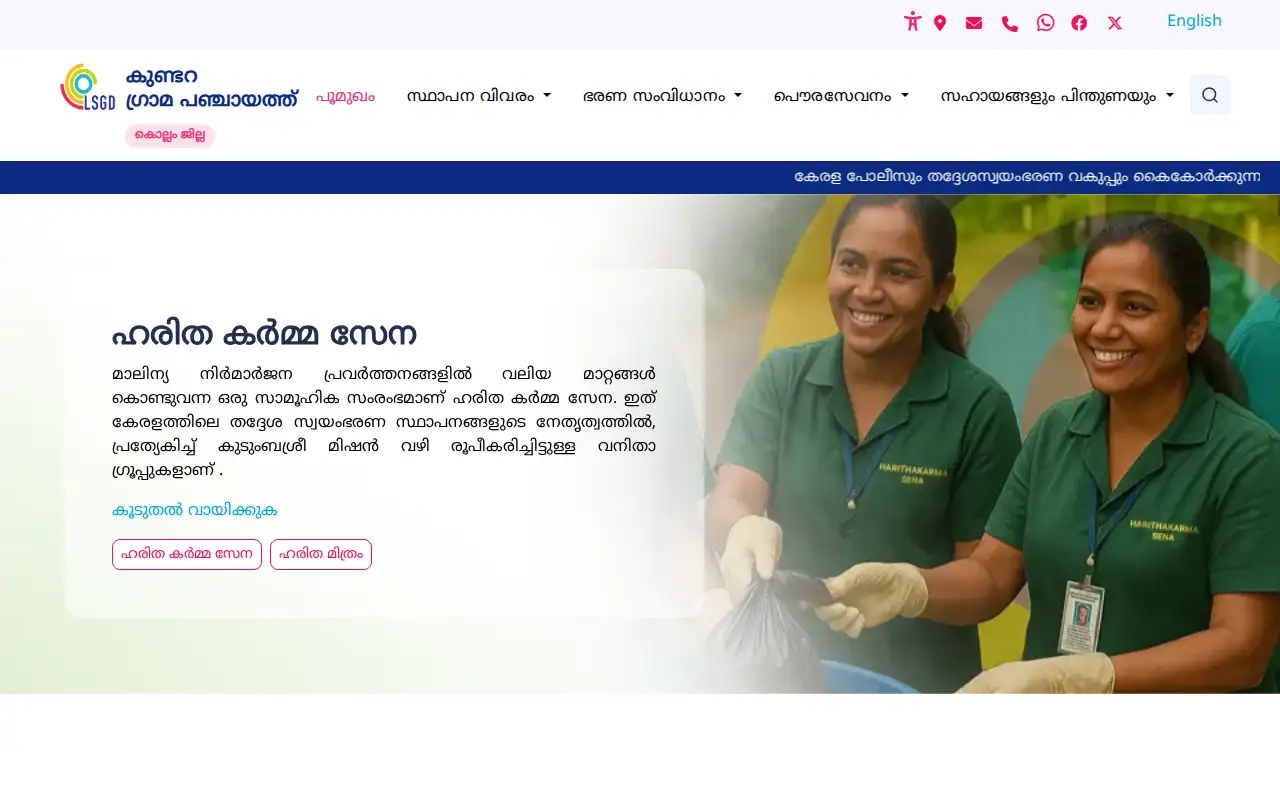 English
LSGD
കുണ്ടറ
ഗ്രാമ പഞ്ചായത്ത്
കൊല്ലം ജില്ല
പൂമുഖം
സ്ഥാപന വിവരം
ഭരണ സംവിധാനം
പൌരസേവനം
സഹായങ്ങളും പിന്തുണയും
കേരള പോലീസും തദ്ദേശസ്വയംഭരണ വകുപ്പും കൈകോർക്കുന്ന
ഹരിത കർമ്മ സേന
മാലിന്യ നിർമാർജന പ്രവർത്തനങ്ങളിൽ വലിയ മാറ്റങ്ങൾ
കൊണ്ടുവന്ന ഒരു സാമൂഹിക സംരംഭമാണ് ഹരിത കർമ്മ സേന. ഇത്
കേരളത്തിലെ തദ്ദേശ സ്വയംഭരണ സ്ഥാപനങ്ങളുടെ നേതൃത്വത്തിൽ,
പ്രത്യേകിച്ച് കുടുംബശ്രീ മിഷൻ വഴി രൂപീകരിച്ചിട്ടുള്ള വനിതാ
ഗ്രൂപ്പുകളാണ് .
കൂടുതൽ വായിക്കുക
ഹരിത കർമ്മ സേന
ഹരിത മിത്രം
HARITHAKARMA
SENA
HARITHAKARMA
SENA